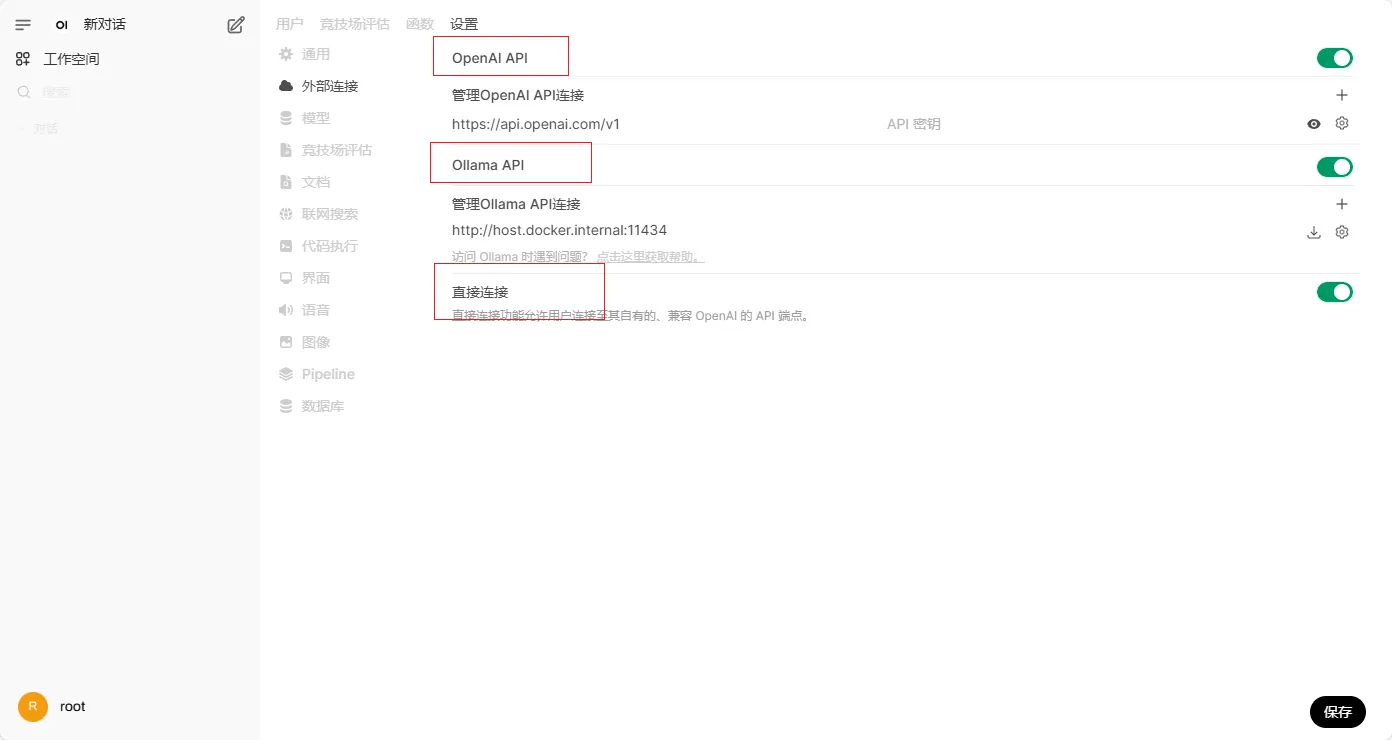 OI 新对话
工作空间
搜索
对话
root
R
用户 竞技场评估 函数 设置
通用
外部连接
模型
竞技场评估
文档
联网搜索
代码执行
界面
语音
图像
Pipeline
数据库
OpenAI API
管理OpenAI API连接
https://api.openai.com/v1 API 密钥
Ollama API
管理Ollama API连接
http://host.docker.internal:11434
访问 Ollama 时遇到问题？ 点击这里获取帮助。
直接连接
直接连接功能允许用户连接至其自有的、兼容 OpenAI 的 API 端点。
保存